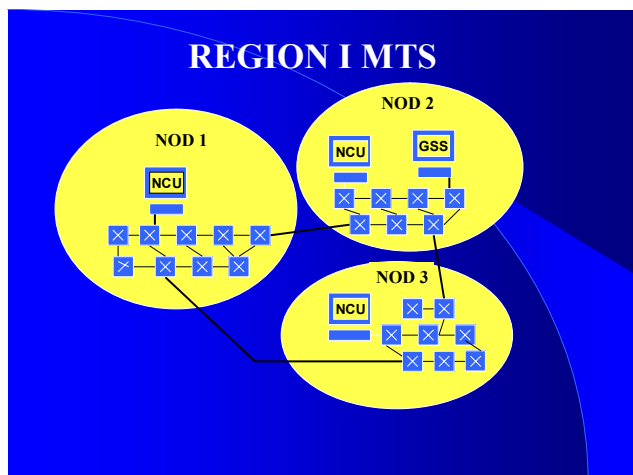 REGION I MTS
NOD 1
NCU
NOD 2
NCU
GSS
NOD 3
NCU